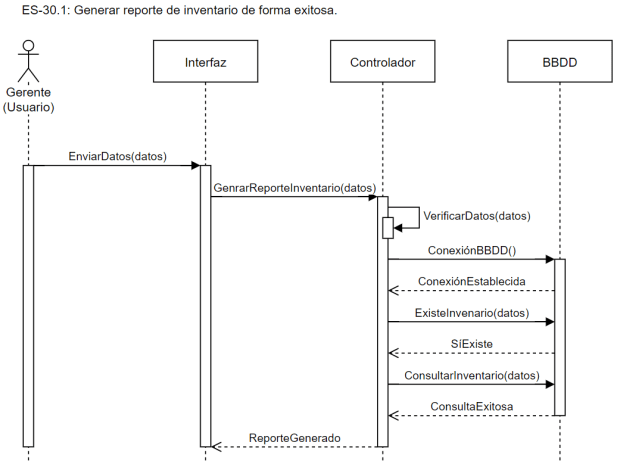 ES-30.1: Generar reporte de inventario de forma exitosa.
Gerente
(Usuario)
Interfaz
Controlador
BBDD
EnviarDatos(datos)
GenrarReporteInventario(datos)
VerificarDatos(datos)
ConexiónBBDD()
ConexiónEstablecida
ExisteInvenario(datos)
SíExiste
ConsultarInventario(datos)
ConsultaExitosa
ReporteGenerado